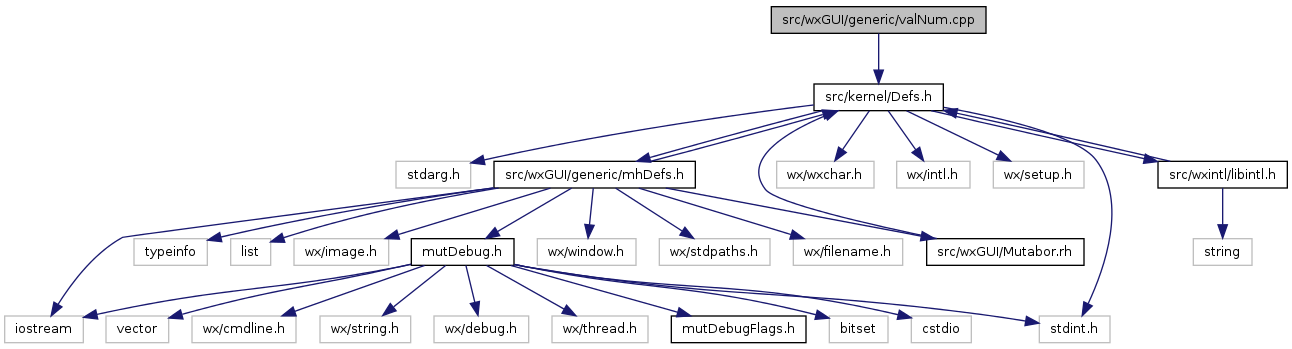 src/wxGUI/generic/valNum.cpp
src/kernel/Defs.h
stdarg.h
src/wxGUI/generic/mhDefs.h
wx/wxchar.h
wx/intl.h
wx/setup.h
src/wxintl/libintl.h
typeinfo
list
wx/image.h
mutDebug.h
wx/window.h
wx/stdpaths.h
wx/filename.h
src/wxGUI/Mutabor.rh
string
iostream
vector
wx/cmdline.h
wx/string.h
wx/debug.h
wx/thread.h
mutDebugFlags.h
bitset
cstdio
stdint.h